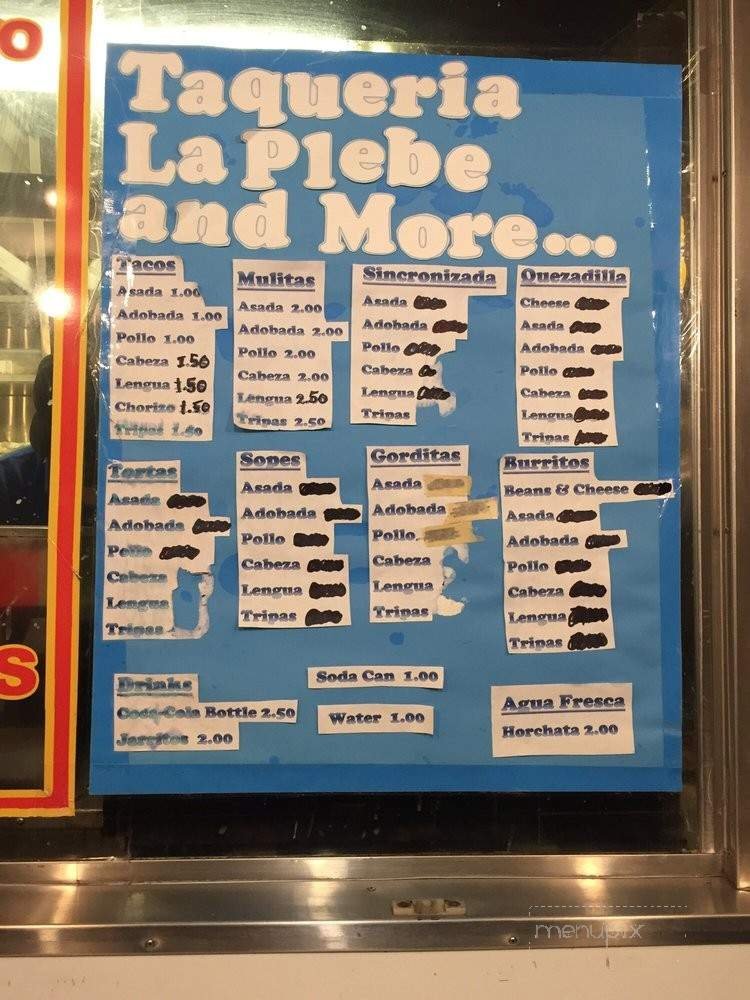 O
S
Taqueria
La Plebe
and More...
Tacos
Asada 1.00
Adobada 1.00
Pollo 1.00
Cabeza 1.50
Lengua 1.50
Chorizo 1.50
Tripas 1.50
Mulitas
Asada 2.00
Adobada 2.00
Pollo 2.00
Cabeza 2.00
Lengua 2.50
Tripas 2.50
Sincronizada
Asada
Adobada
Pollo
Cabeza
Lengua
Tripas
Quezadilla
Cheese
Asada
Adobada
Pollo
Cabeza
Lengua
Tripas
Tortas
Asada
Adobada
Pollo
Cabeza
Lengua
Tripas
Sopes
Asada
Adobada
Pollo
Cabeza
Lengua
Tripas
Gorditas
Asada
Adobada
Pollo
Cabeza
Lengua
Tripas
Burritos
Beans & Cheese
Asada
Adobada
Pollo
Cabeza
Lengua
Tripas
Drinks
Coca-Cola Bottle 2.50
Jarritos 2.00
Soda Can 1.00
Water 1.00
Agua Fresca
Horchata 2.00
menupix